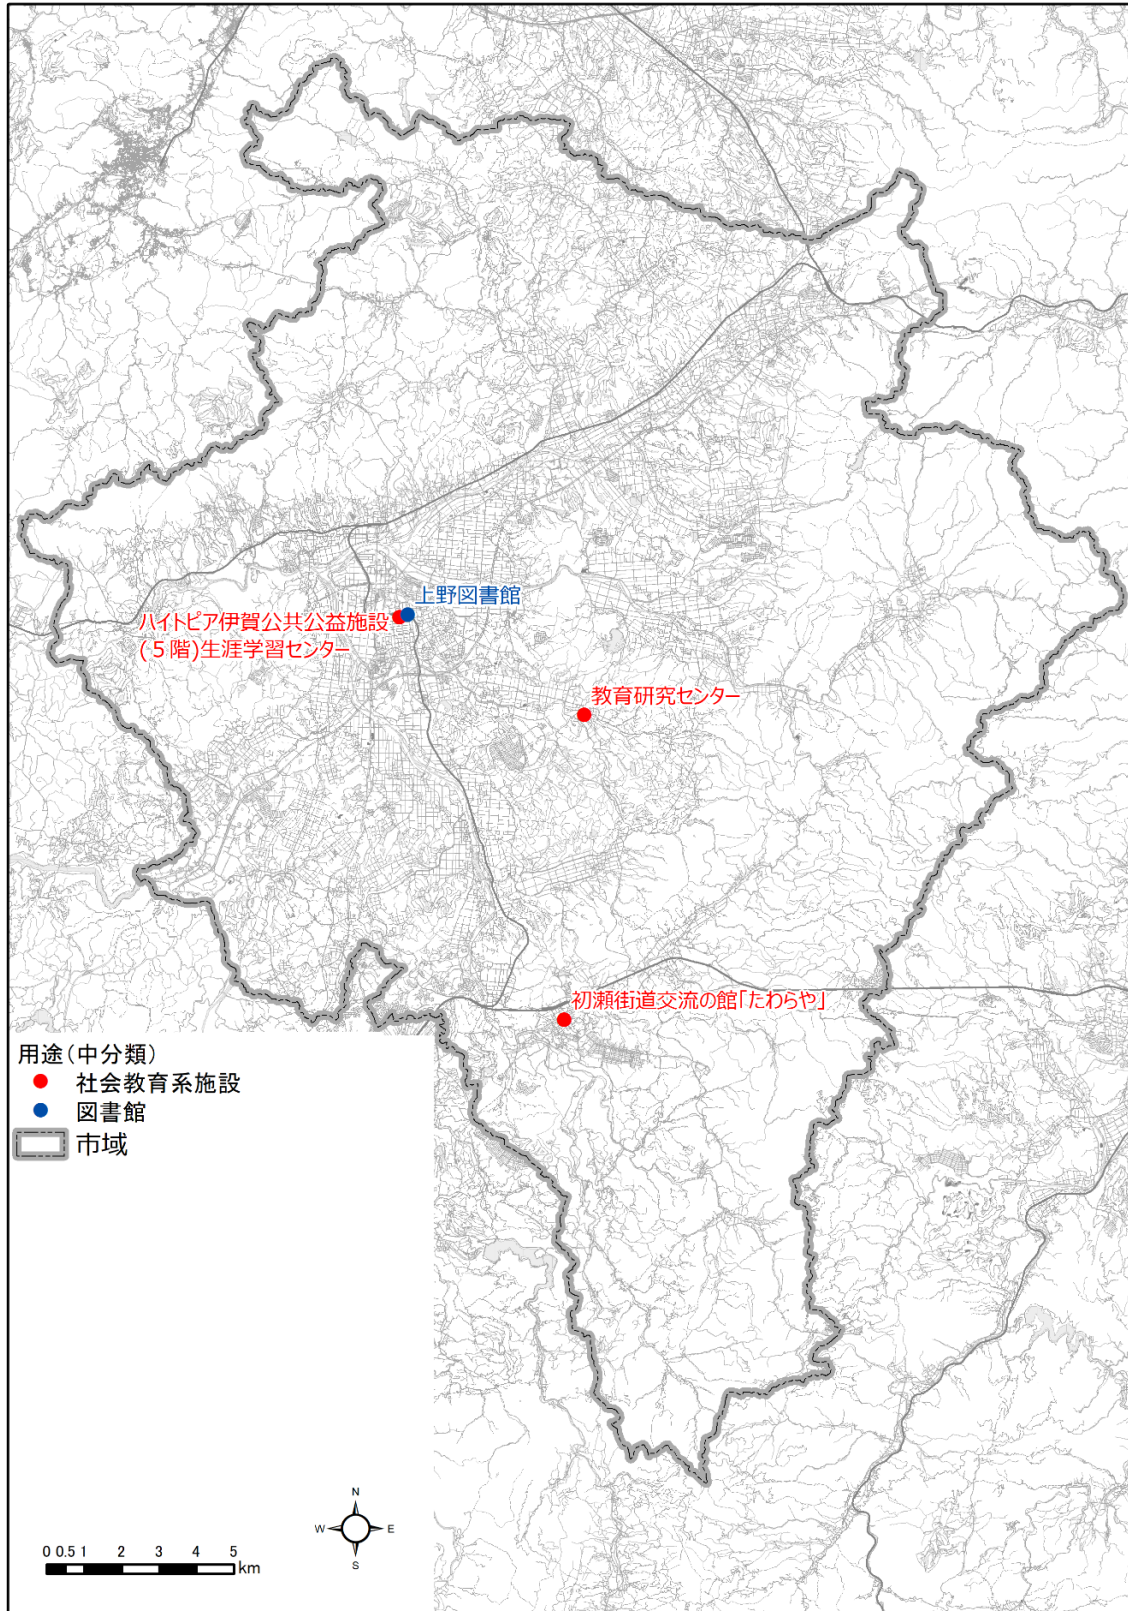 上野図書館
ハイトピア伊賀公共公益施設
(５階)生涯学習センター
教育研究センター
初瀬街道交流の館「たわらや」
用途(中分類)
社会教育系施設
図書館
市域
N
W E
S
0 0.5 1 2 3 4 5
km